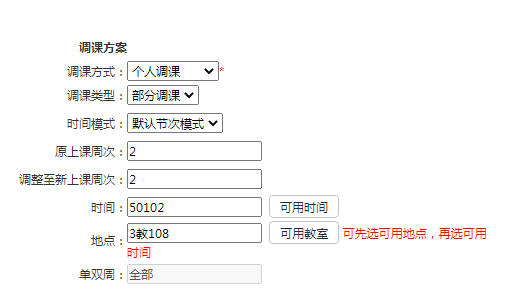 调课方案
调课方式：个人调课*
调课类型：部分调课
时间模式：默认节次模式
原上课周次：2
调整至新上课周次：2
时间：50102 可用时间
地点：3教108 可用教室 可先选可用地点，再选可用
时间
单双周：全部